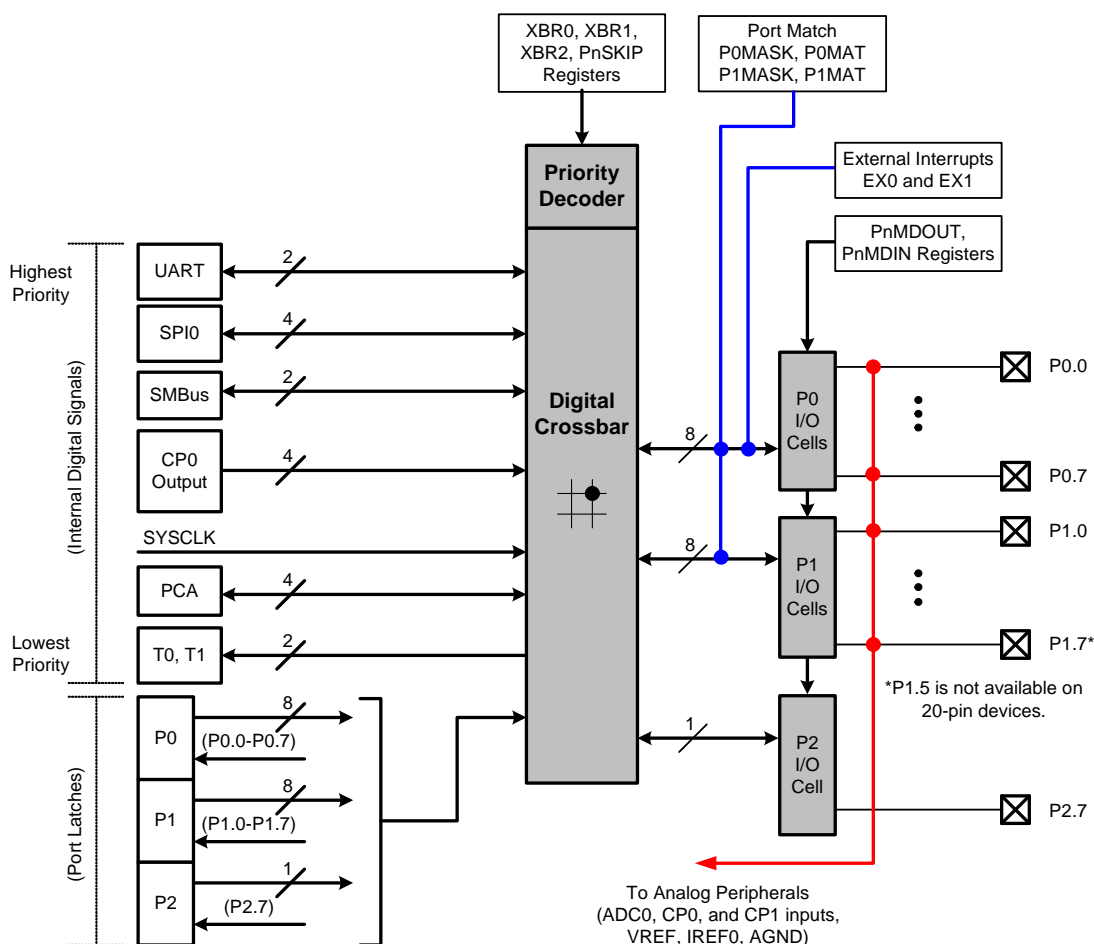 XBR0, XBR1,
XBR2, PnSKIP
Registers
Port Match
P0MASK, P0MAT
P1MASK, P1MAT
External Interrupts
EX0 and EX1
PnMDOUT,
PnMDIN Registers
Priority
Decoder
Digital
Crossbar
Highest
Priority
(Internal Digital Signals)
Lowest
Priority
UART
2
SPI0
4
SMBus
2
CP0
Output
4
SYSCLK
PCA
4
T0, T1
2
(Port Latches)
P0
8
(P0.0-P0.7)
P1
8
(P1.0-P1.7)
P2
1
(P2.7)
8
8
1
P0
I/O
Cells
P1
I/O
Cells
P2
I/O
Cell
P0.0
P0.7
P1.0
P1.7*
*P1.5 is not available on
20-pin devices.
P2.7
To Analog Peripherals
(ADC0, CP0, and CP1 inputs,
VREF, IREF0, AGND)